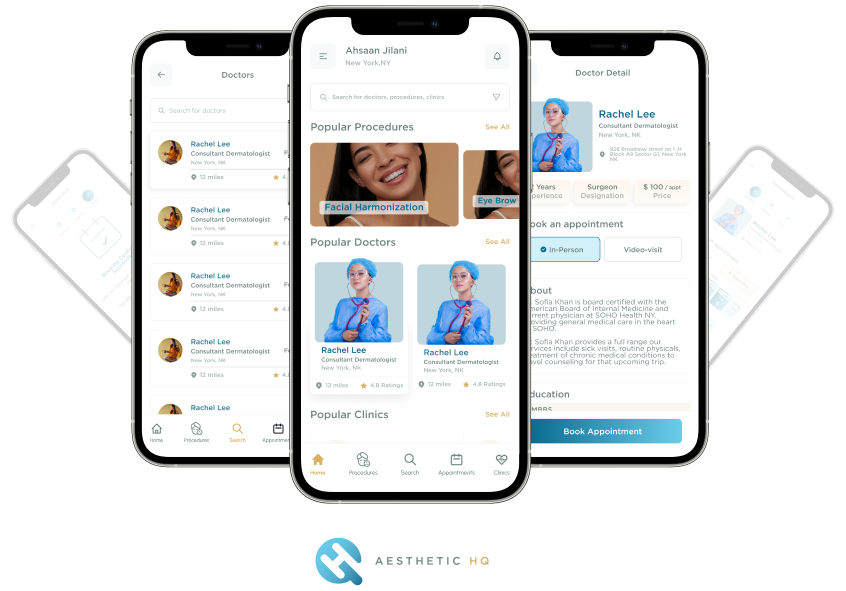 Doctors
Search for doctors
Rachel Lee
Consultant Dermatologist
New York, NK
12 miles
4.
Rachel Lee
Consultant Dermatologist
New York, NK
12 miles
4.8
Rachel Lee
Consultant Dermatologist
New York, NK
12 miles
4.8
Rachel Lee
Consultant Dermatologist
New York, NK
12 miles
4.8
Rachel Lee
Home
Procedures
Search
Appointmen
Ahsaan Jilani
New York,NY
Search for doctors, procedures, clinics
Popular Procedures
See All
Facial Harmonization
Eye Brow
Popular Doctors
See All
Rachel Lee
Consultant Dermatologist
New York, NK
12 miles
4.8 Ratings
Rachel Lee
Consultant Dermatologist
New York, NK
12 miles
4.8 Ratings
Popular Clinics
See All
Home
Procedures
Search
Appointments
Clinics
Doctor Detail
Rachel Lee
Consultant Dermatologist
New York, NK
928 Broadway street no 1 Jr
Block A9 Sector G1, New York
NK
Years
perience
Surgeon
Designation
$ 100 / appt
Price
ook an appointment
In-Person
Video-visit
bout
Sofia Khan is board certified with the
merican Board of Internal Medicine and
rrent physician at SOHO Health NY,
oviding general medical care in the heart
SOHO.
Sofia Khan provides a full range our
rvices include sick visits, routine physicals,
eatment of chronic medical conditions to
avel counseling for that upcoming trip.
ducation
MBBS
Book Appointment
AESTHETIC HQ